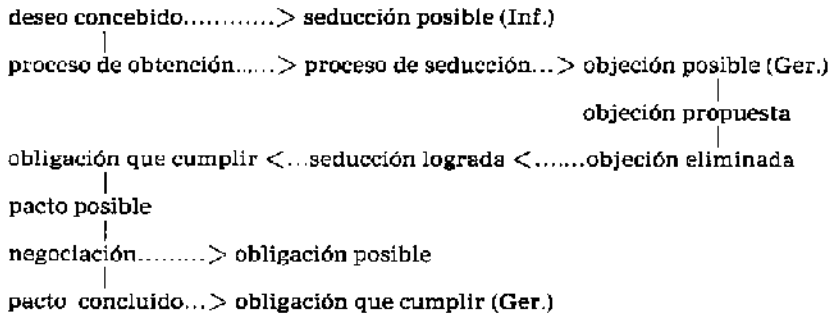 deseo concebido............> seducción posible (Inf.)
proceso de obtención......> proceso de seducción...> objeción posible (Ger.)
objeción propuesta
obligación que cumplir <...seducción lograda <.......objeción eliminada
pacto posible
negociación.........> obligación posible
pacto concluido...> obligación que cumplir (Ger.)